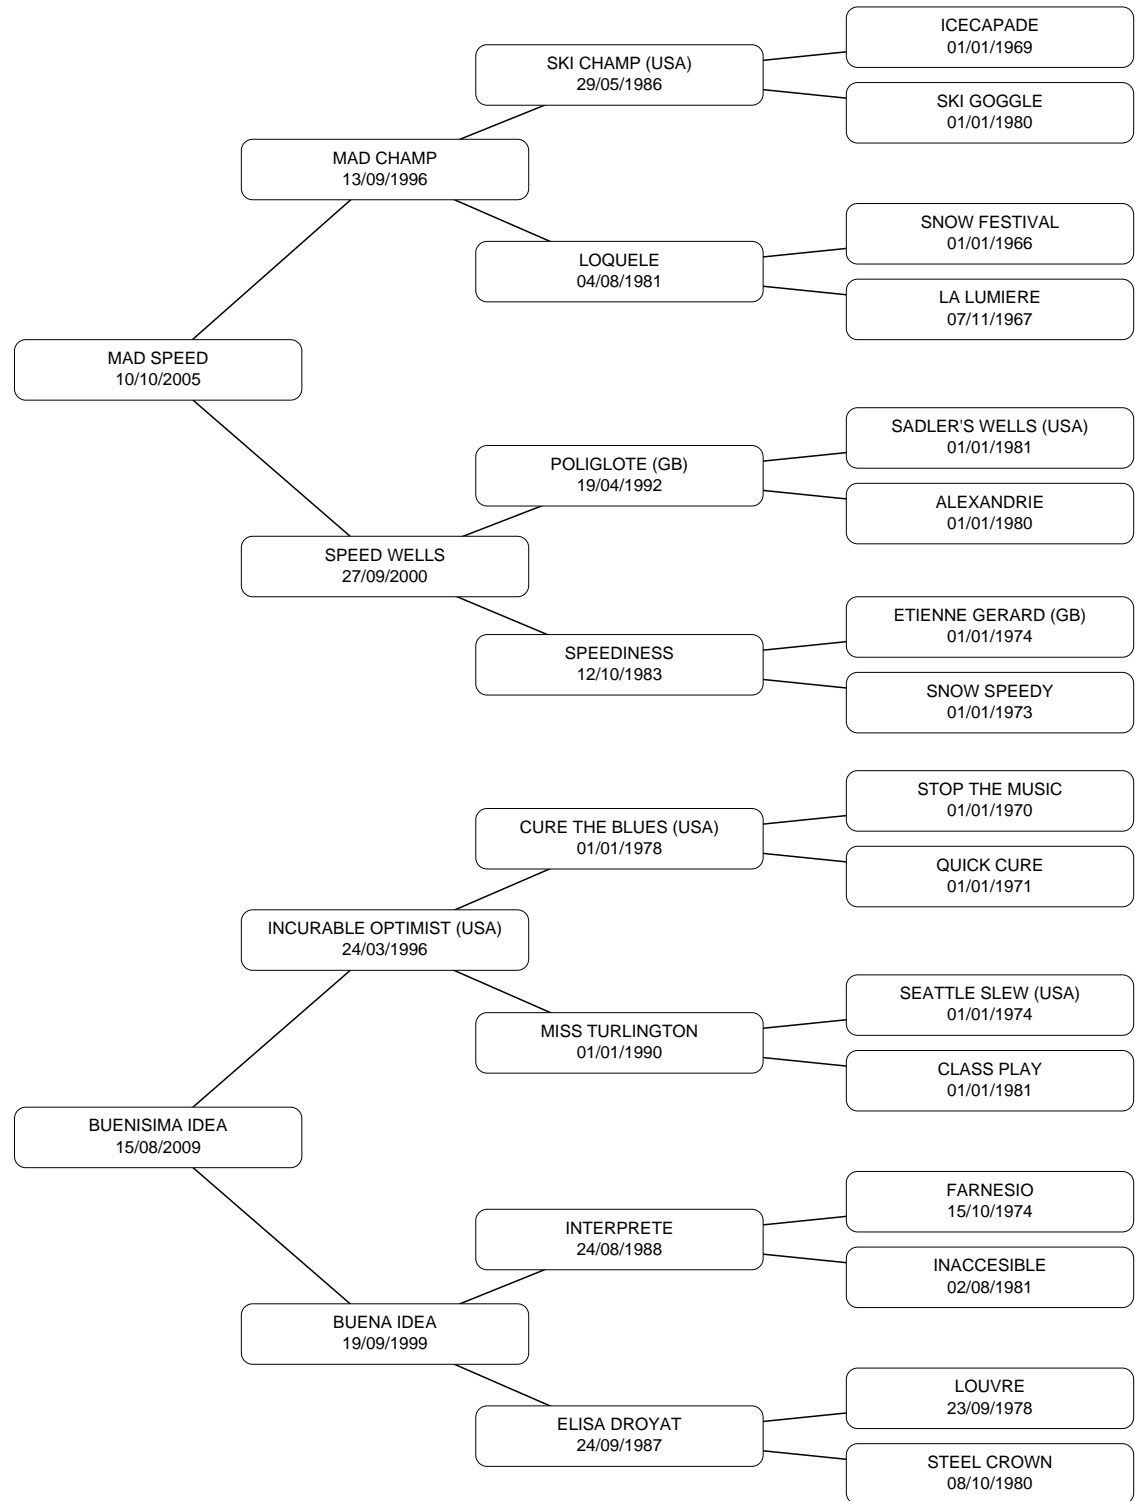 ICECAPADE
01/01/1969
SKI CHAMP (USA)
29/05/1986
SKI GOGGLE
01/01/1980
MAD CHAMP
13/09/1996
SNOW FESTIVAL
01/01/1966
LOQUELE
04/08/1981
LA LUMIERE
07/11/1967
MAD SPEED
10/10/2005
SADLER'S WELLS (USA)
01/01/1981
POLIGLOTE (GB)
19/04/1992
ALEXANDRIE
01/01/1980
SPEED WELLS
27/09/2000
ETIENNE GERARD (GB)
01/01/1974
SPEEDINESS
12/10/1983
SNOW SPEEDY
01/01/1973
STOP THE MUSIC
01/01/1970
CURE THE BLUES (USA)
01/01/1978
QUICK CURE
01/01/1971
INCURABLE OPTIMIST (USA)
24/03/1996
SEATTLE SLEW (USA)
01/01/1974
MISS TURLINGTON
01/01/1990
CLASS PLAY
01/01/1981
BUENISIMA IDEA
15/08/2009
FARNESIO
15/10/1974
INTERPRETE
24/08/1988
INACCESIBLE
02/08/1981
BUENA IDEA
19/09/1999
LOUVRE
23/09/1978
ELISA DROYAT
24/09/1987
STEEL CROWN
08/10/1980